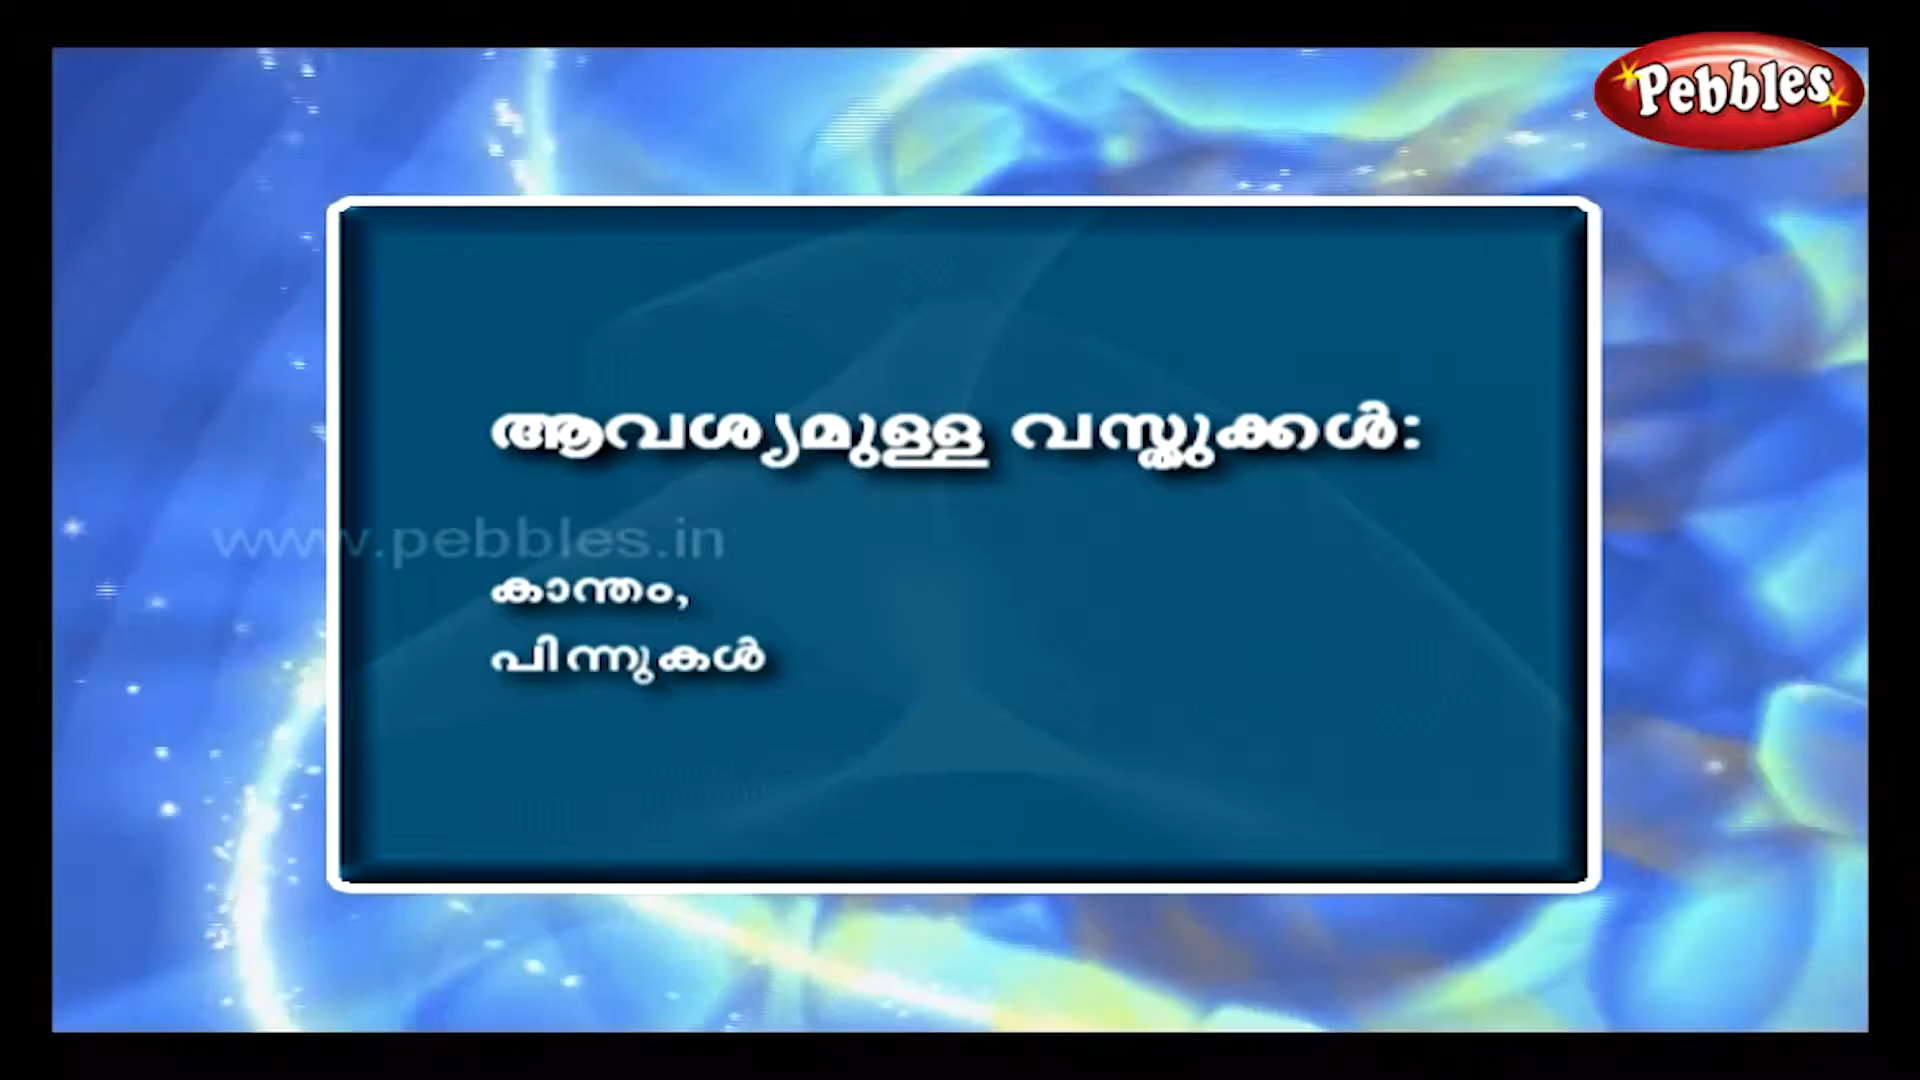 Pebbles
ആവശ്യമുള്ള വസ്തുക്കൾ:
www.pebbles.in
കാന്തം,
പിന്നുകൾ